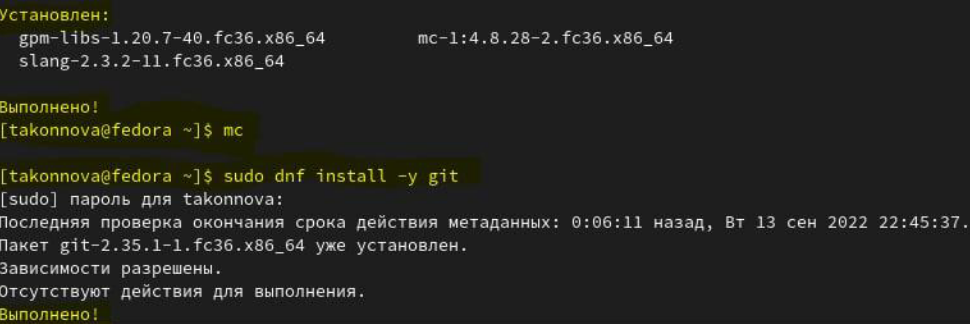 Установлен:
gpm-libs-1.20.7-40.fc36.x86_64 mc-1:4.8.28-2.fc36.x86_64
slang-2.3.2-11.fc36.x86_64
Выполнено!
[takonnova@fedora ~]$ mc
[takonnova@fedora ~]$ sudo dnf install -y git
[sudo] пароль для takonnova:
Последняя проверка окончания срока действия метаданных: 0:06:11 назад, Вт 13 сен 2022 22:45:37.
Пакет git-2.35.1-1.fc36.x86_64 уже установлен.
Зависимости разрешены.
Отсутствуют действия для выполнения.
Выполнено!